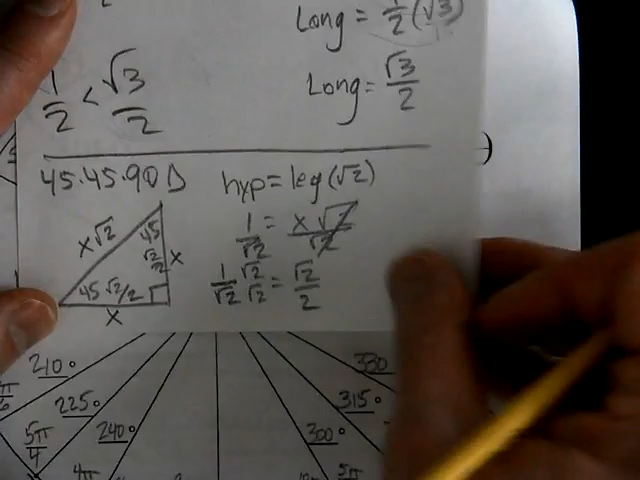 Long = 1/2 (√3)
Long = √3/2
1/2 < √3/2
45·45·90 Δ
hyp = leg(√2)
x√2
45
√2/2
x
45
√2/2
x
1/√2 = x√2/√2
1/√2 √2/√2 = √2/2
210°
330
225°
315°
5π/4
240°
300°
4π
5π